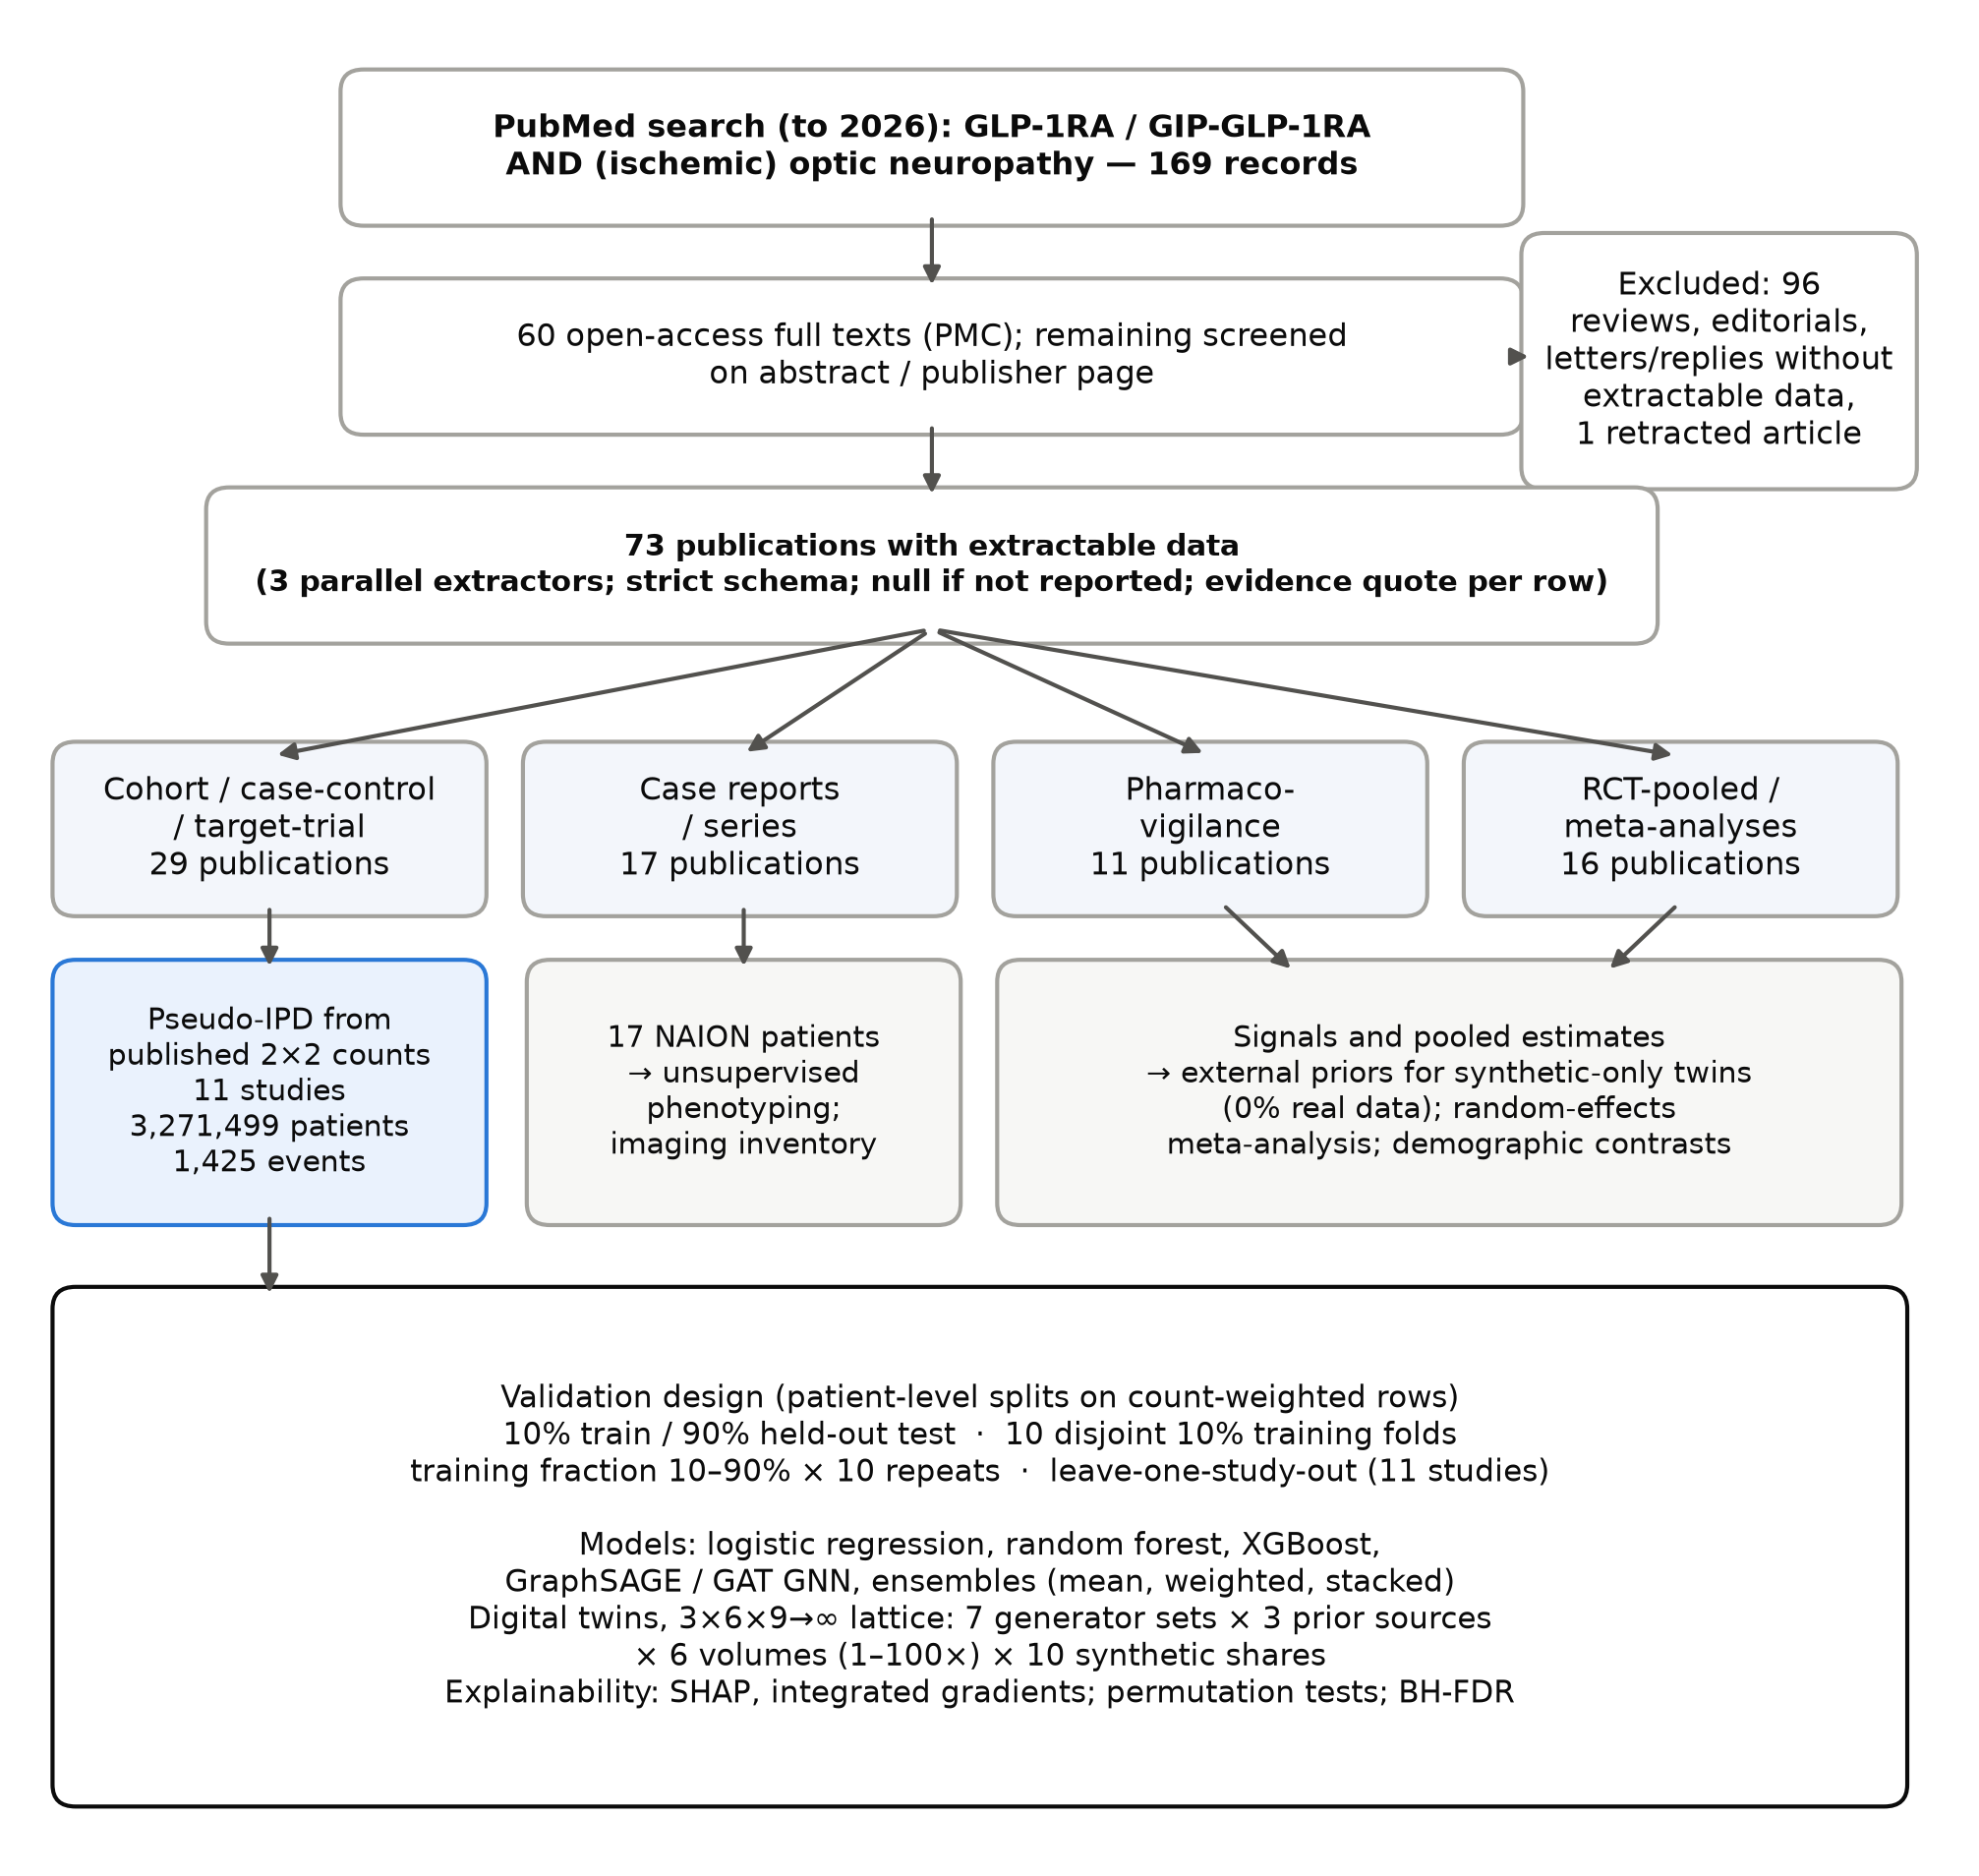 PubMed search (to 2026): GLP-1RA / GIP-GLP-1RA
AND (ischemic) optic neuropathy — 169 records
60 open-access full texts (PMC); remaining screened
on abstract / publisher page
Excluded: 96
reviews, editorials,
letters/replies without
extractable data,
1 retracted article
73 publications with extractable data
(3 parallel extractors; strict schema; null if not reported; evidence quote per row)
Cohort / case-control
/ target-trial
29 publications
Case reports
/ series
17 publications
Pharmaco-
vigilance
11 publications
RCT-pooled /
meta-analyses
16 publications
Pseudo-IPD from
published 2×2 counts
11 studies
3,271,499 patients
1,425 events
17 NAION patients
→ unsupervised
phenotyping;
imaging inventory
Signals and pooled estimates
→ external priors for synthetic-only twins
(0% real data); random-effects
meta-analysis; demographic contrasts
Validation design (patient-level splits on count-weighted rows)
10% train / 90% held-out test · 10 disjoint 10% training folds
training fraction 10–90% × 10 repeats · leave-one-study-out (11 studies)
Models: logistic regression, random forest, XGBoost,
GraphSAGE / GAT GNN, ensembles (mean, weighted, stacked)
Digital twins, 3×6×9→∞ lattice: 7 generator sets × 3 prior sources
× 6 volumes (1–100×) × 10 synthetic shares
Explainability: SHAP, integrated gradients; permutation tests; BH-FDR